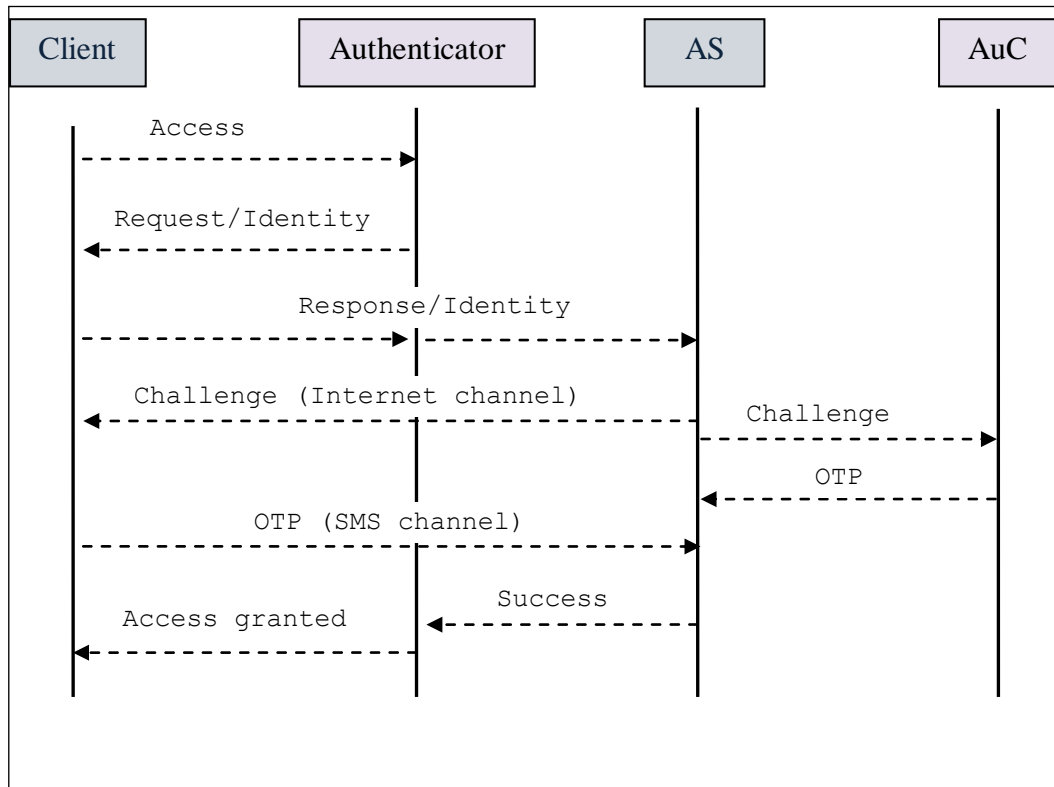 Client Authenticator AS AuC
Access
Request/Identity
Response/Identity
Challenge (Internet channel)
Challenge
OTP
OTP (SMS channel)
Success
Access granted